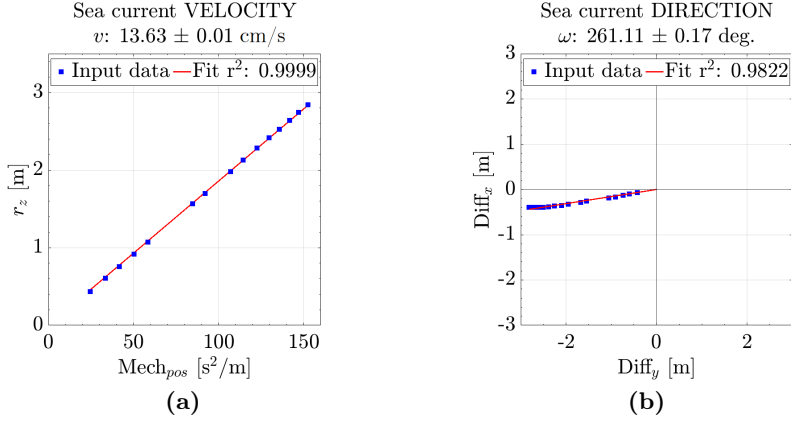 Sea current VELOCITY
v: 13.63 ± 0.01 cm/s
Input data Fit r²: 0.9999
3
2
1
0
r_z [m]
0 50 100 150
Mech_pos [s²/m]
(a)
Sea current DIRECTION
ω: 261.11 ± 0.17 deg.
3
Input data Fit r²: 0.9822
2
1
0
-1
-2
-3
Diff_x [m]
-2 0 2
Diff_y [m]
(b)